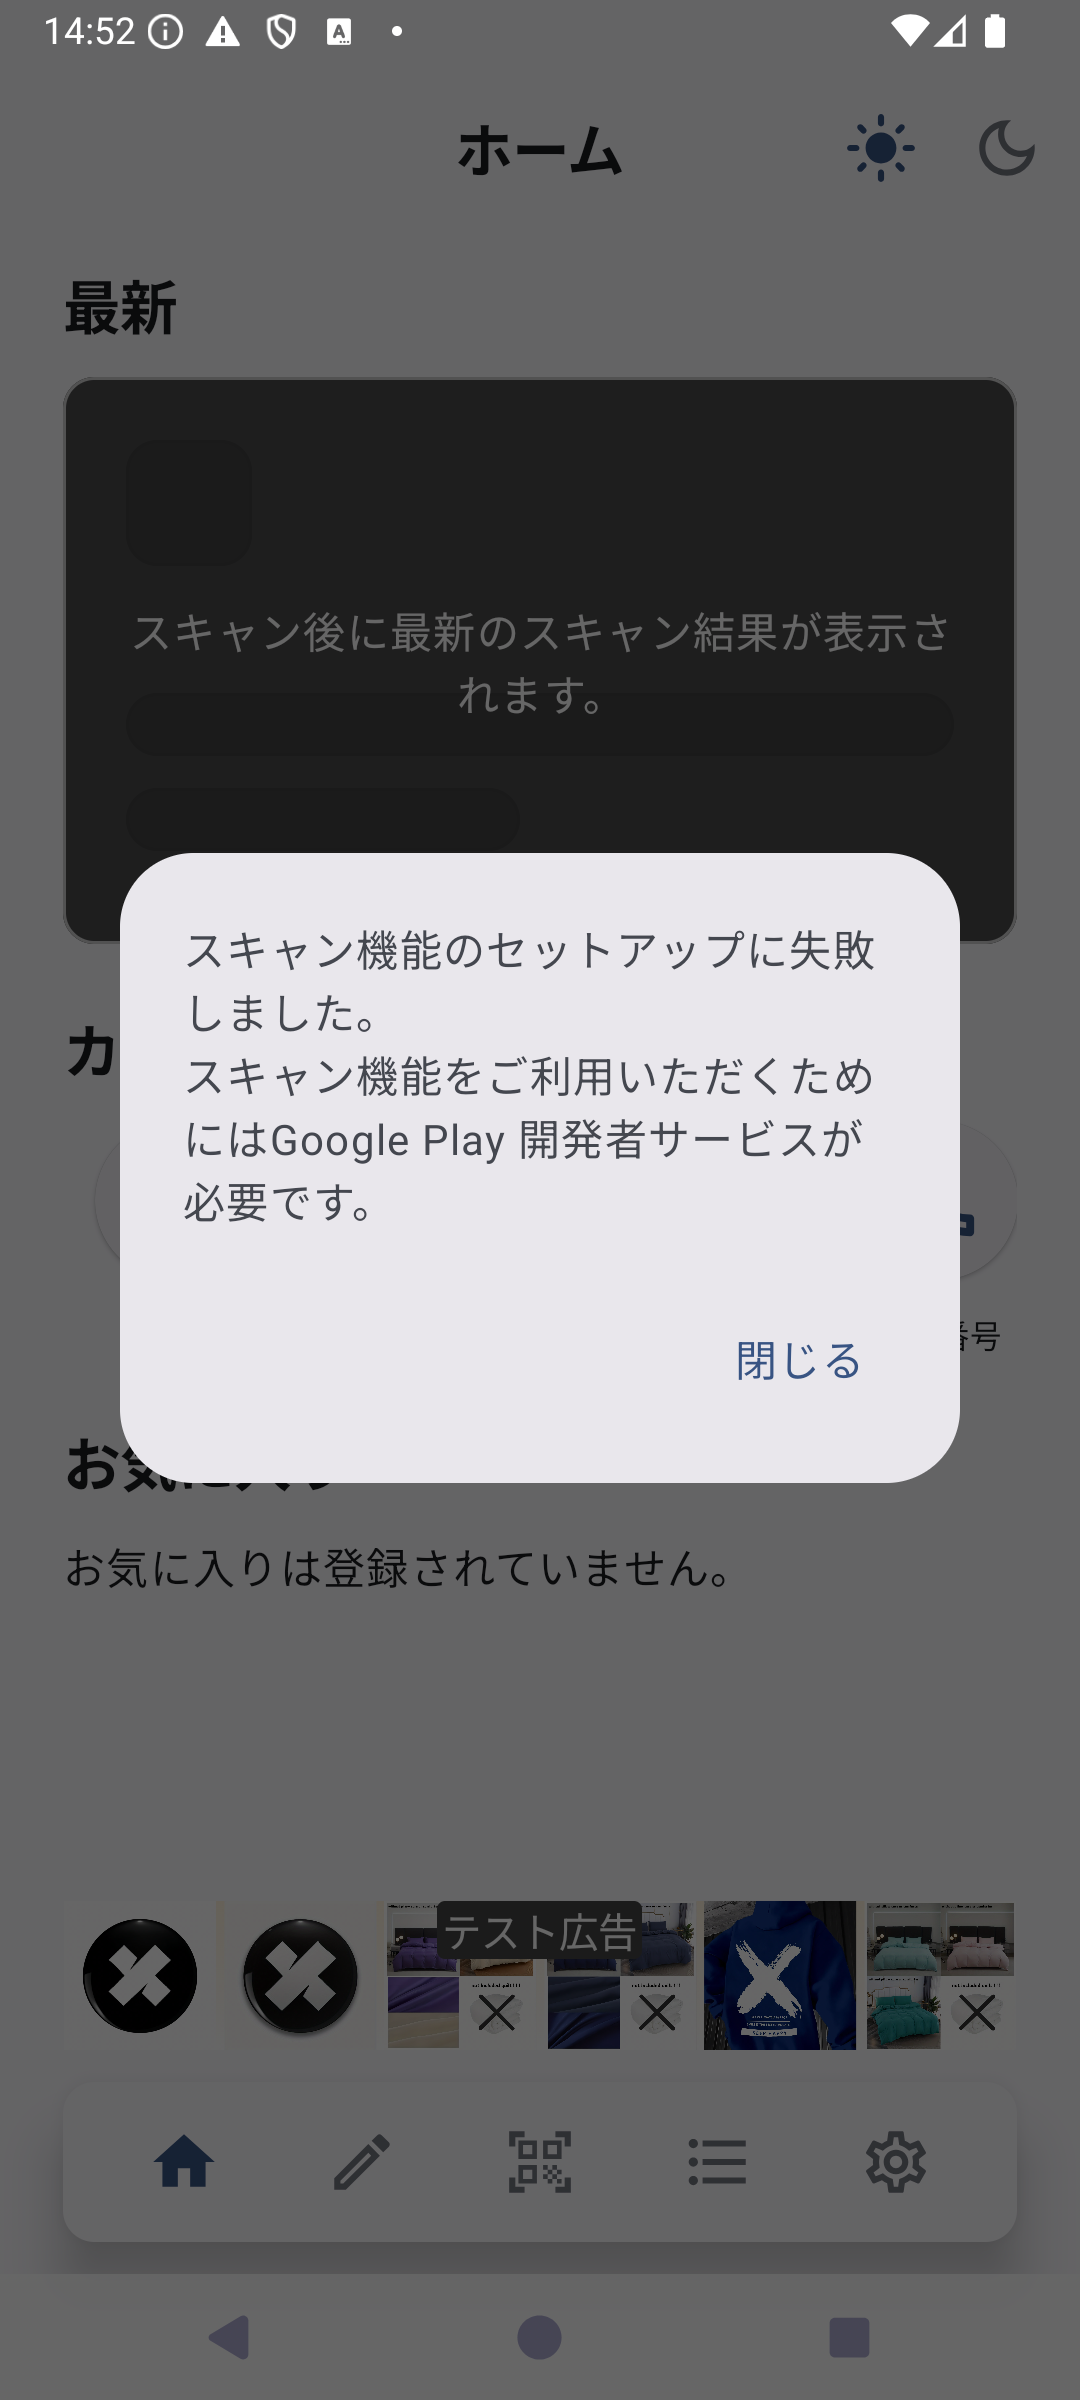 14:52
ホーム
最新
スキャン後に最新のスキャン結果が表示さ
れます。
スキャン機能のセットアップに失敗
しました。
スキャン機能をご利用いただくため
にはGoogle Play 開発者サービスが
必要です。
閉じる
カ
番号
お気に入り
お気に入りは登録されていません。
テスト広告